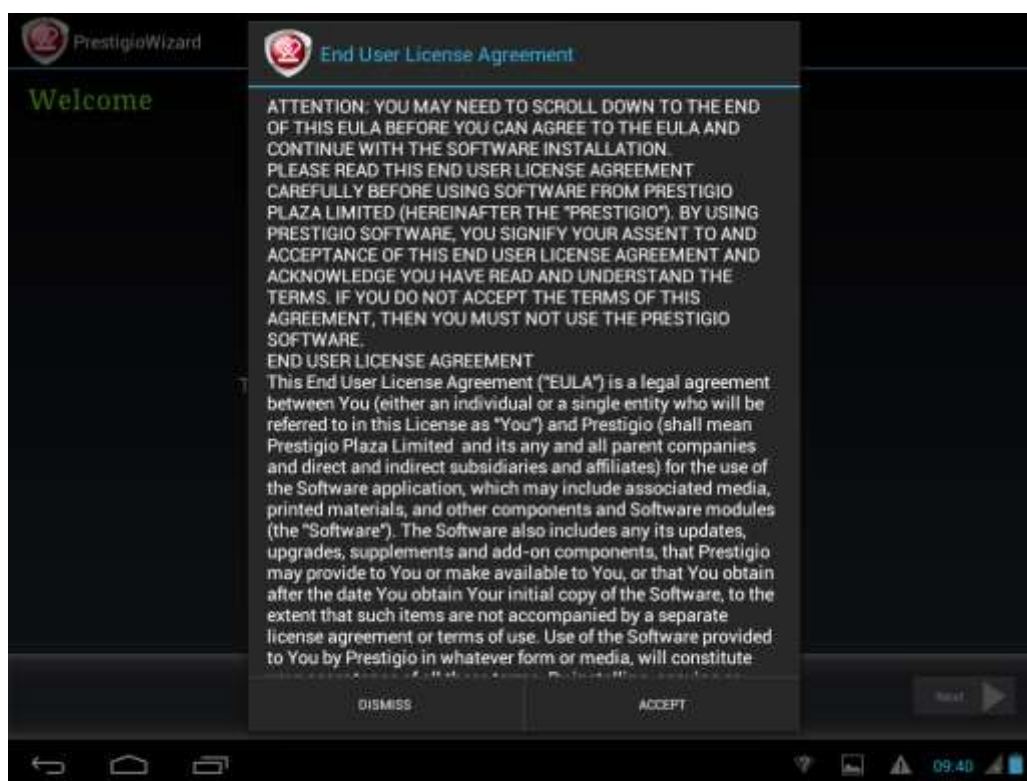 PrestigioWizard
End User License Agreement
Welcome
ATTENTION: YOU MAY NEED TO SCROLL DOWN TO THE END
OF THIS EULA BEFORE YOU CAN AGREE TO THE EULA AND
CONTINUE WITH THE SOFTWARE INSTALLATION.
PLEASE READ THIS END USER LICENSE AGREEMENT
CAREFULLY BEFORE USING SOFTWARE FROM PRESTIGIO
PLAZA LIMITED (HEREINAFTER THE "PRESTIGIO"). BY USING
PRESTIGIO SOFTWARE, YOU SIGNIFY YOUR ASSENT TO AND
ACCEPTANCE OF THIS END USER LICENSE AGREEMENT AND
ACKNOWLEDGE YOU HAVE READ AND UNDERSTAND THE
TERMS. IF YOU DO NOT ACCEPT THE TERMS OF THIS
AGREEMENT, THEN YOU MUST NOT USE THE PRESTIGIO
SOFTWARE.
END USER LICENSE AGREEMENT
This End User License Agreement ("EULA") is a legal agreement
between You (either an individual or a single entity who will be
referred to in this License as "You") and Prestigio (shall mean
Prestigio Plaza Limited and its any and all parent companies
and direct and indirect subsidiaries and affiliates) for the use of
the Software application, which may include associated media,
printed materials, and other components and Software modules
(the "Software"). The Software also includes any its updates,
upgrades, supplements and add-on components, that Prestigio
may provide to You or make available to You, or that You obtain
after the date You obtain Your initial copy of the Software, to the
extent that such items are not accompanied by a separate
license agreement or terms of use. Use of the Software provided
to You by Prestigio in whatever form or media, will constitute
DISMISS
ACCEPT
Next
09:40